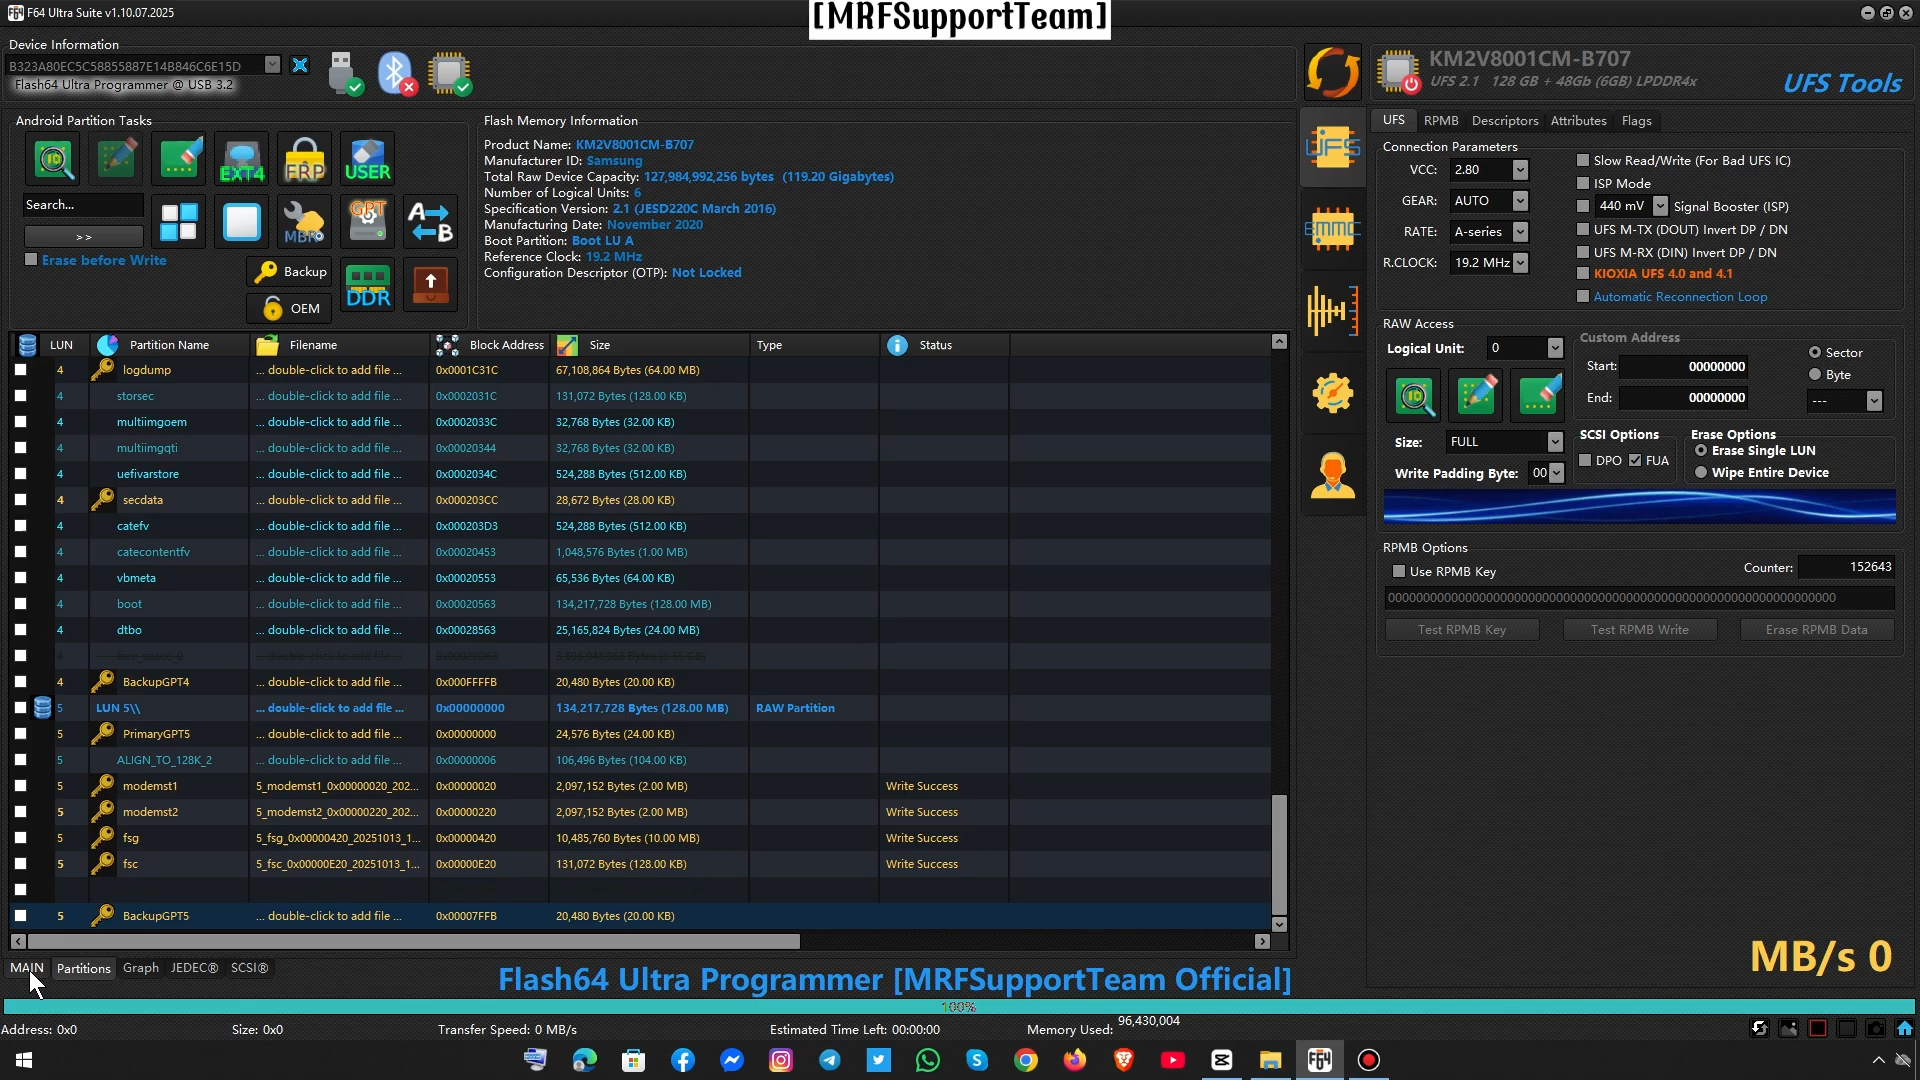 F64 Ultra Suite v1.10.07.2025
[MRFSupportTeam]
Device Information
B323A80EC5C58855887E14B846C6E15D
Flash64 Ultra Programmer @ USB 3.2
KM2V8001CM-B707
UFS 2.1 128 GB + 48Gb (6GB) LPDDR4x
UFS Tools
Android Partition Tasks
EXT4
FRP
USER
Search...
MBR
GPT
A B
>>
Erase before Write
Backup
OEM
DDR
Flash Memory Information
Product Name: KM2V8001CM-B707
Manufacturer ID: Samsung
Total Raw Device Capacity: 127,984,992,256 bytes (119.20 Gigabytes)
Number of Logical Units: 6
Specification Version: 2.1 (JESD220C March 2016)
Manufacturing Date: November 2020
Boot Partition: Boot LU A
Reference Clock: 19.2 MHz
Configuration Descriptor (OTP): Not Locked
UFS
EMMC
UFS RPMB Descriptors Attributes Flags
Connection Parameters
VCC: 2.80
GEAR: AUTO
RATE: A-series
R.CLOCK: 19.2 MHz
Slow Read/Write (For Bad UFS IC)
ISP Mode
440 mV Signal Booster (ISP)
UFS M-TX (DOUT) Invert DP / DN
UFS M-RX (DIN) Invert DP / DN
KIOXIA UFS 4.0 and 4.1
Automatic Reconnection Loop
RAW Access
Logical Unit: 0
Custom Address
Start: 00000000
End: 00000000
Sector
Byte
---
Size: FULL
Write Padding Byte: 00
SCSI Options
DPO FUA
Erase Options
Erase Single LUN
Wipe Entire Device
RPMB Options
Use RPMB Key
Counter: 152643
Test RPMB Key Test RPMB Write Erase RPMB Data
LUN Partition Name Filename Block Address Size Type Status
4 logdump ... double-click to add file ... 0x0001C31C 67,108,864 Bytes (64.00 MB)
4 storsec ... double-click to add file ... 0x0002031C 131,072 Bytes (128.00 KB)
4 multiimgoem ... double-click to add file ... 0x0002033C 32,768 Bytes (32.00 KB)
4 multiimgqti ... double-click to add file ... 0x00020344 32,768 Bytes (32.00 KB)
4 uefivarstore ... double-click to add file ... 0x0002034C 524,288 Bytes (512.00 KB)
4 secdata ... double-click to add file ... 0x000203CC 28,672 Bytes (28.00 KB)
4 catefv ... double-click to add file ... 0x000203D3 524,288 Bytes (512.00 KB)
4 catecontentfv ... double-click to add file ... 0x00020453 1,048,576 Bytes (1.00 MB)
4 vbmeta ... double-click to add file ... 0x00020553 65,536 Bytes (64.00 KB)
4 boot ... double-click to add file ... 0x00020563 134,217,728 Bytes (128.00 MB)
4 dtbo ... double-click to add file ... 0x00028563 25,165,824 Bytes (24.00 MB)
4 BackupGPT4 ... double-click to add file ... 0x000FFFFB 20,480 Bytes (20.00 KB)
5 LUN 5\\ ... double-click to add file ... 0x00000000 134,217,728 Bytes (128.00 MB) RAW Partition
5 PrimaryGPT5 ... double-click to add file ... 0x00000000 24,576 Bytes (24.00 KB)
5 ALIGN_TO_128K_2 ... double-click to add file ... 0x00000006 106,496 Bytes (104.00 KB)
5 modemst1 5_modemst1_0x00000020_202... 0x00000020 2,097,152 Bytes (2.00 MB) Write Success
5 modemst2 5_modemst2_0x00000220_202... 0x00000220 2,097,152 Bytes (2.00 MB) Write Success
5 fsg 5_fsg_0x00000420_20251013_1... 0x00000420 10,485,760 Bytes (10.00 MB) Write Success
5 fsc 5_fsc_0x00000E20_20251013_1... 0x00000E20 131,072 Bytes (128.00 KB) Write Success
5 BackupGPT5 ... double-click to add file ... 0x00007FFB 20,480 Bytes (20.00 KB)
MAIN Partitions Graph JEDEC® SCSI®
Flash64 Ultra Programmer [MRFSupportTeam Official]
MB/s 0
100%
Address: 0x0 Size: 0x0 Transfer Speed: 0 MB/s Estimated Time Left: 00:00:00 Memory Used: 96,430,004